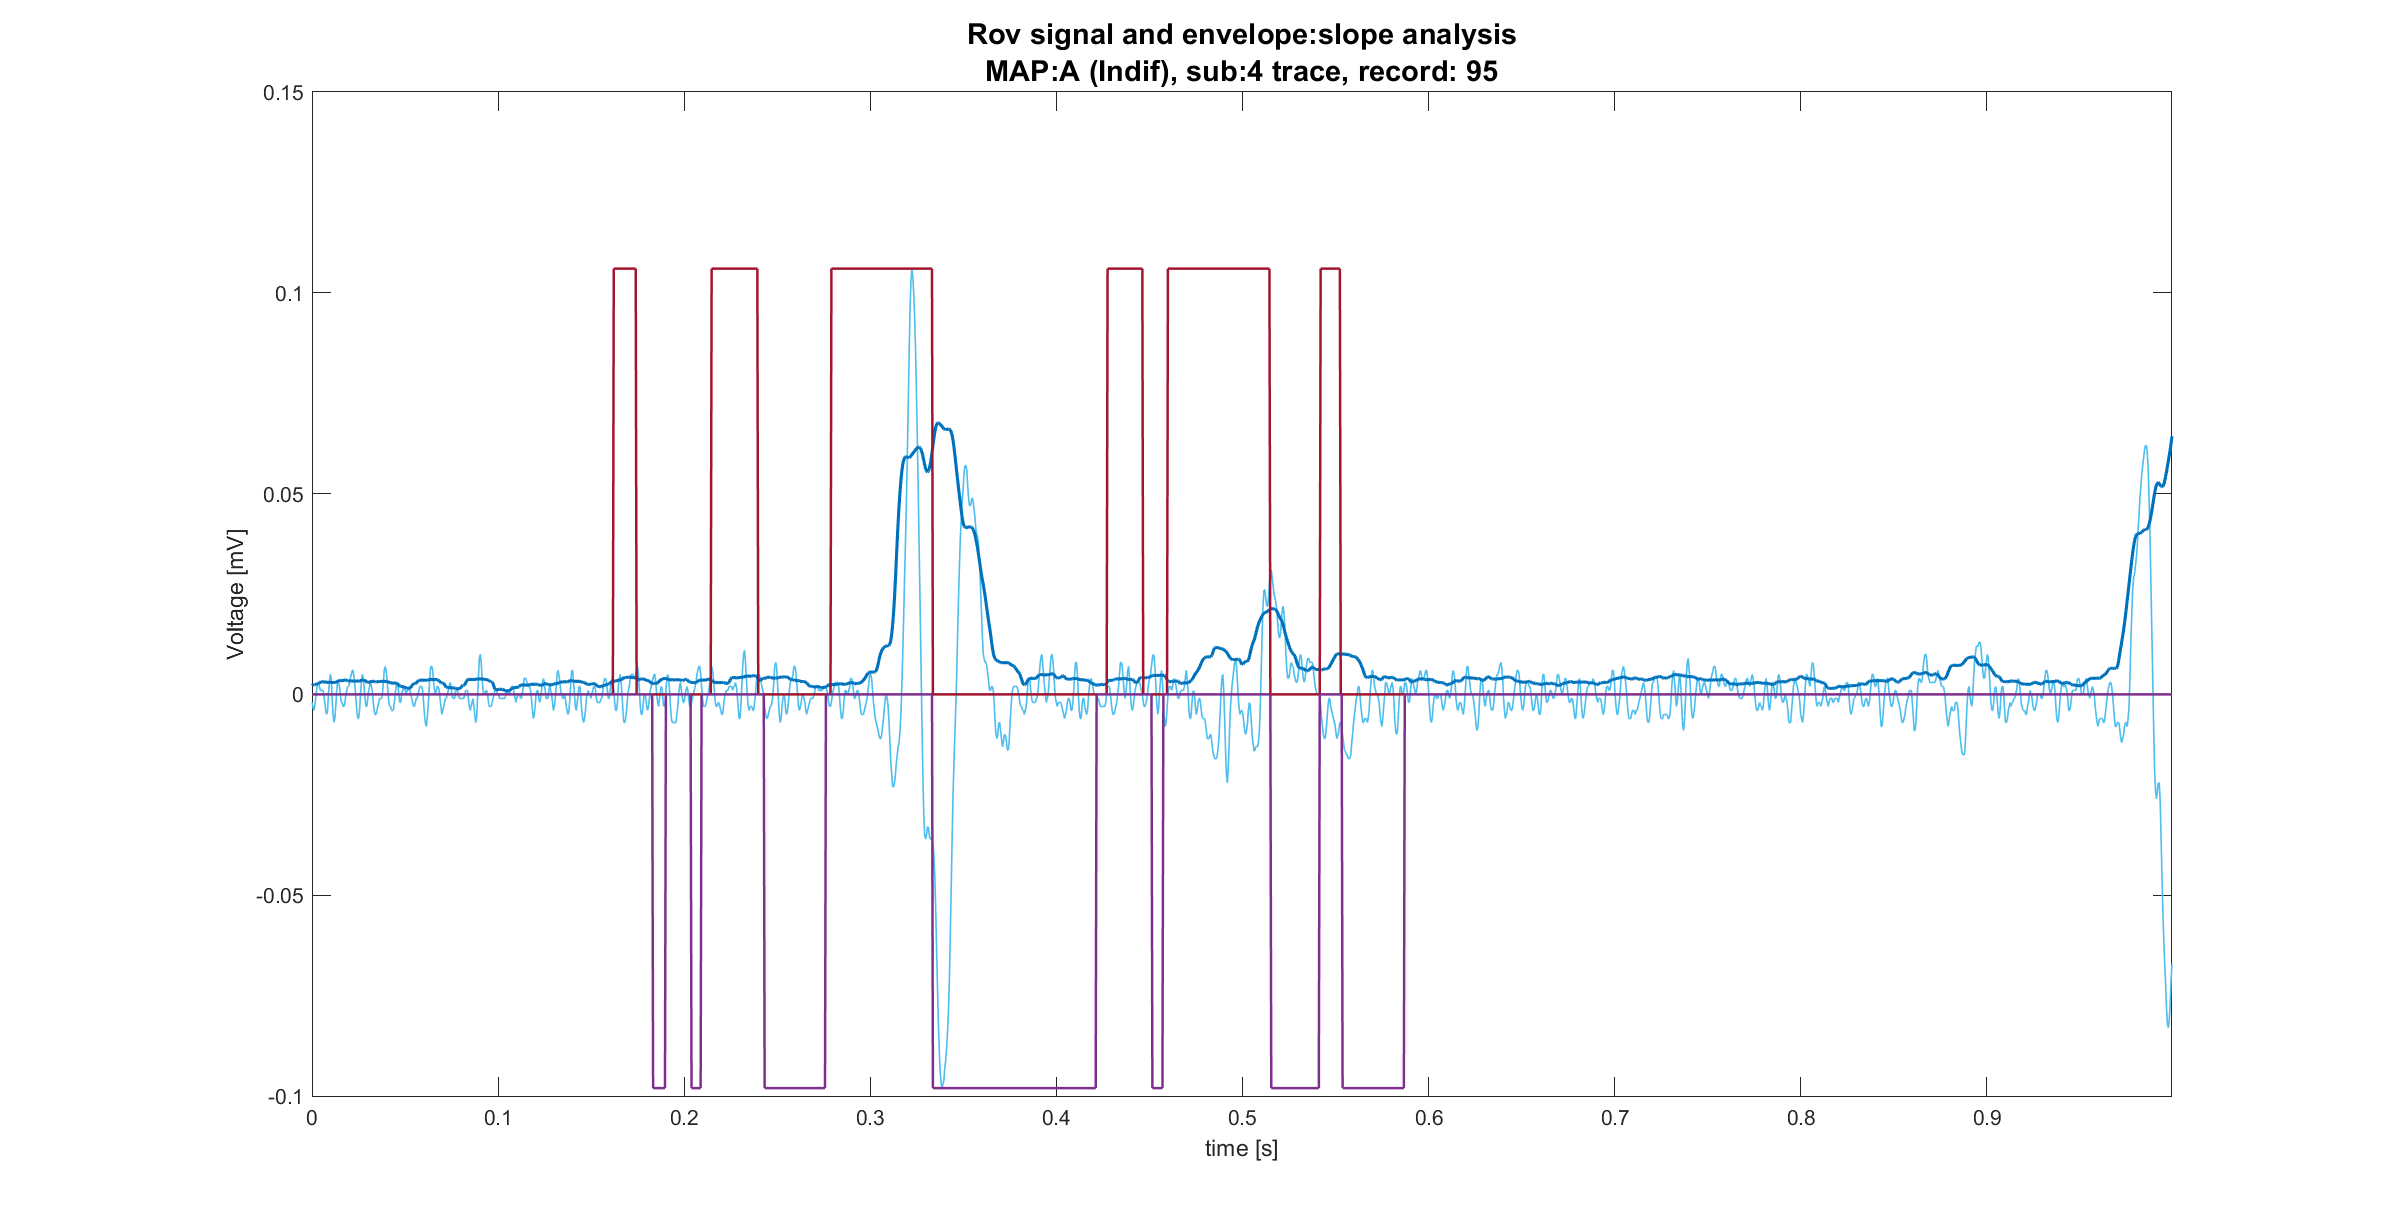 Rov signal and envelope:slope analysis
MAP:A (Indif), sub:4 trace, record: 95
0.15
0.1
0.05
0
-0.05
-0.1
Voltage [mV]
0 0.1 0.2 0.3 0.4 0.5 0.6 0.7 0.8 0.9
time [s]